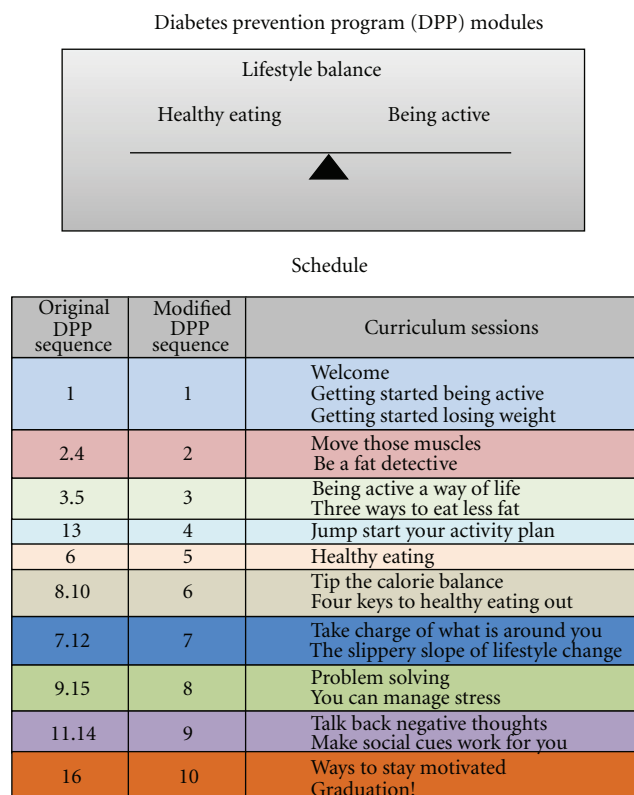 Diabetes prevention program (DPP) modules
Lifestyle balance
Healthy eating Being active
Schedule
Original DPP sequence Modified DPP sequence Curriculum sessions
1 1 Welcome
Getting started being active
Getting started losing weight
2.4 2 Move those muscles
Be a fat detective
3.5 3 Being active a way of life
Three ways to eat less fat
13 4 Jump start your activity plan
6 5 Healthy eating
8.10 6 Tip the calorie balance
Four keys to healthy eating out
7.12 7 Take charge of what is around you
The slippery slope of lifestyle change
9.15 8 Problem solving
You can manage stress
11.14 9 Talk back negative thoughts
Make social cues work for you
16 10 Ways to stay motivated
Graduation!